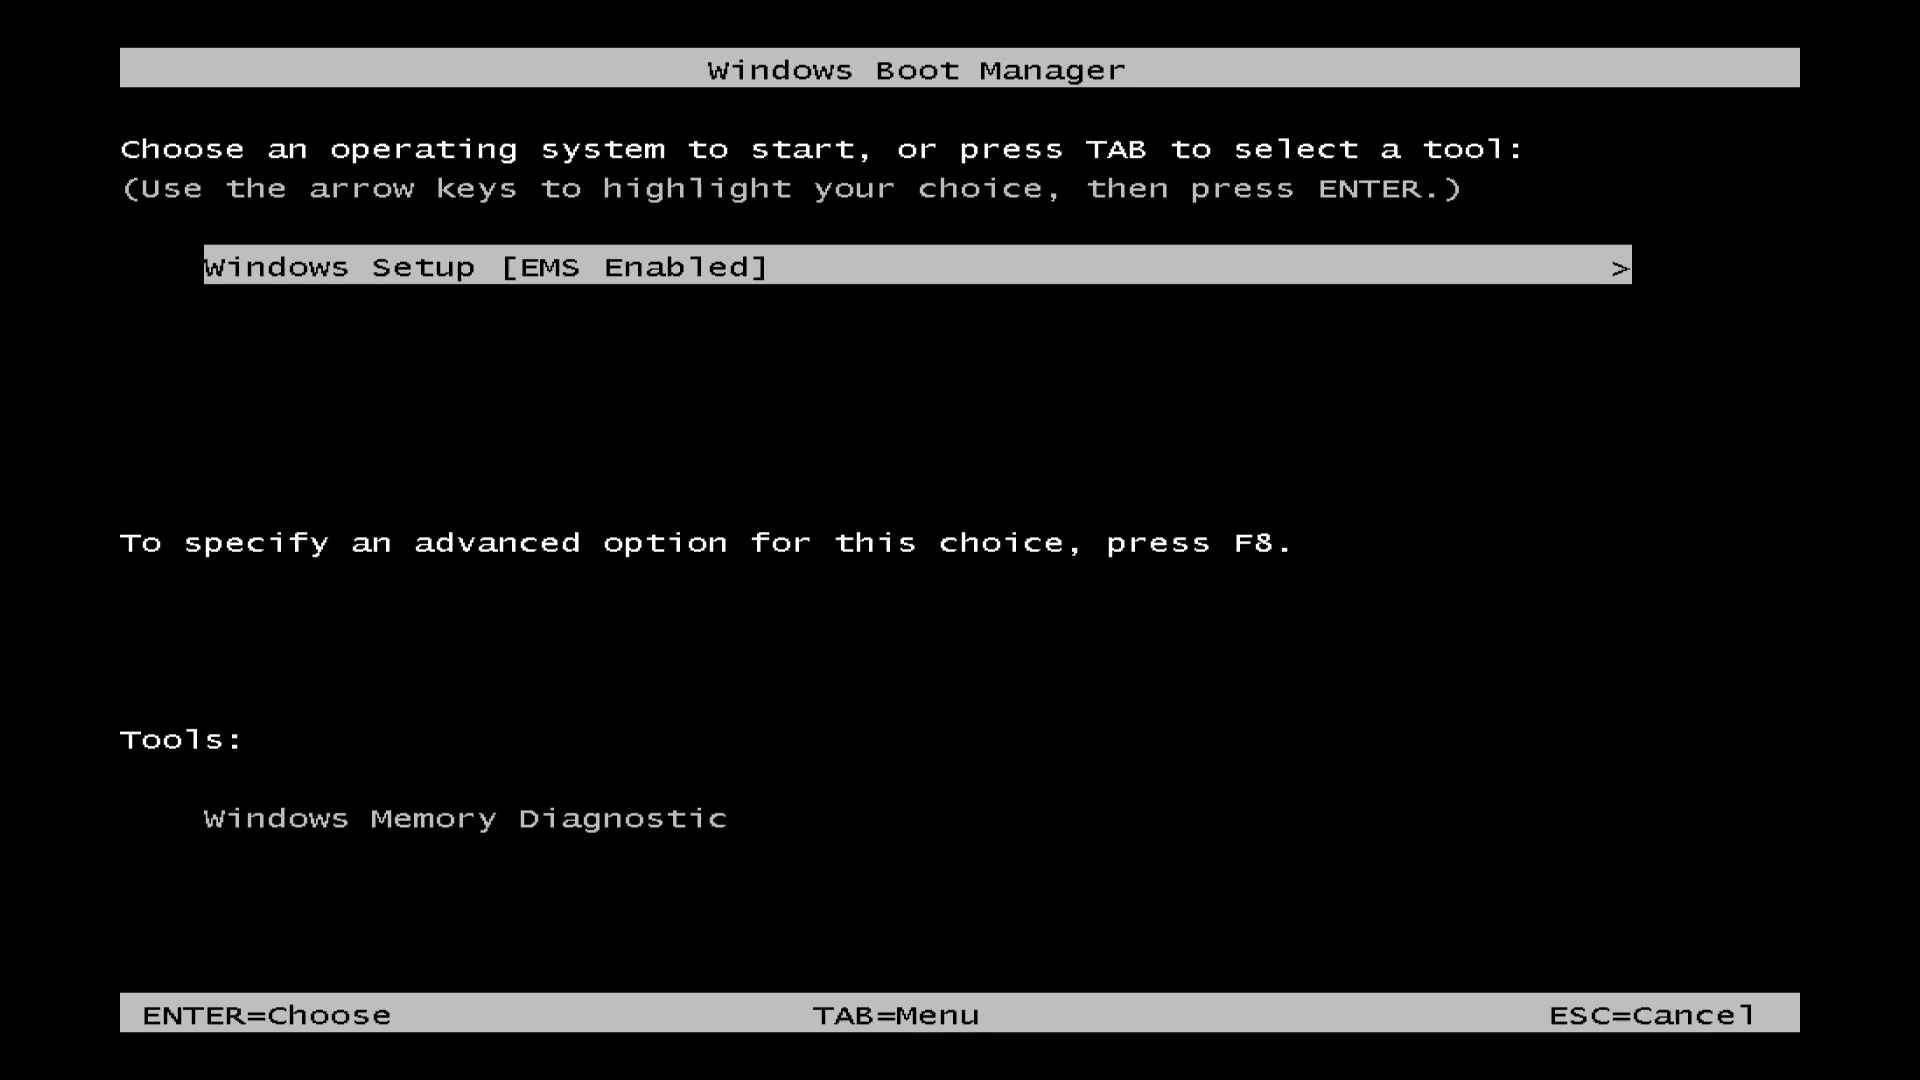 Windows Boot Manager
Choose an operating system to start, or press TAB to select a tool:
(Use the arrow keys to highlight your choice, then press ENTER.)
Windows Setup [EMS Enabled] >
To specify an advanced option for this choice, press F8.
Tools:
Windows Memory Diagnostic
ENTER=Choose TAB=Menu ESC=Cancel